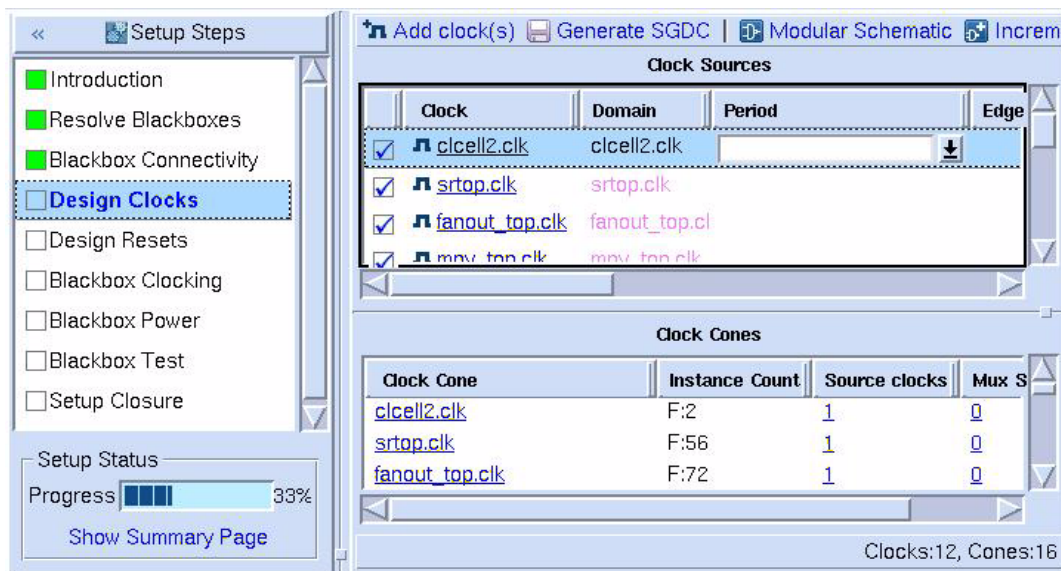 « Setup Steps
Introduction
Resolve Blackboxes
Blackbox Connectivity
Design Clocks
Design Resets
Blackbox Clocking
Blackbox Power
Blackbox Test
Setup Closure
Setup Status
Progress 33%
Show Summary Page
Add clock(s) Generate SGDC Modular Schematic Increm
Clock Sources
Clock Domain Period Edge
clcell2.clk clcell2.clk
srtop.clk srtop.clk
fanout_top.clk fanout_top.cl
Clock Cones
Clock Cone Instance Count Source clocks Mux S
clcell2.clk F:2 1 0
srtop.clk F:56 1 0
fanout_top.clk F:72 1 0
Clocks:12, Cones:16